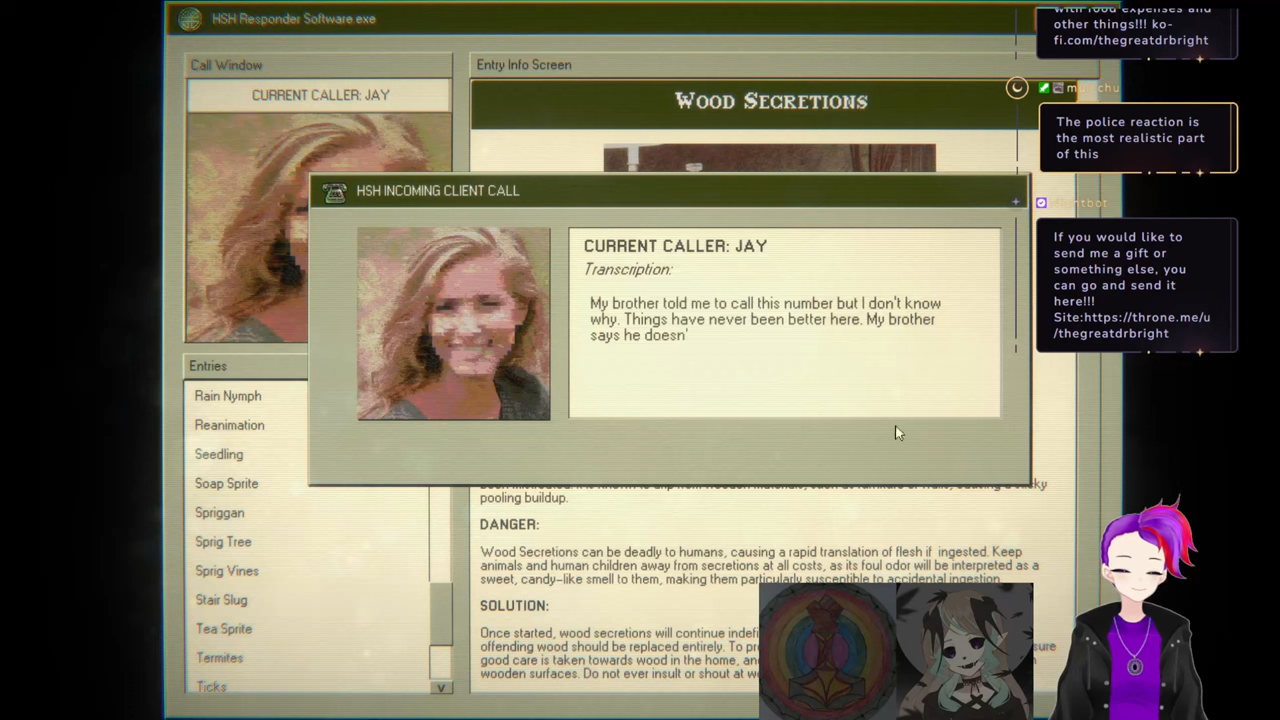 HSH Responder Software.exe
Call Window
CURRENT CALLER: JAY
Entries
Rain Nymph
Reanimation
Seedling
Soap Sprite
Spriggan
Sprig Tree
Sprig Vines
Stair Slug
Tea Sprite
Termites
Ticks
V
Entry Info Screen
WOOD SECRETIONS
HSH INCOMING CLIENT CALL
CURRENT CALLER: JAY
Transcription:
My brother told me to call this number but I don't know
why. Things have never been better here. My brother
says he doesn'
pooling buildup.
DANGER:
Wood Secretions can be deadly to humans, causing a rapid translation of flesh if ingested. Keep
animals and human children away from secretions at all costs, as its foul odor will be interpreted as a
sweet, candy-like smell to them, making them particularly susceptible to accidental ingestion.
SOLUTION:
Once started, wood secretions will continue
offending wood should be replaced entirely. To
good care is taken towards wood in the home, and
wooden surfaces. Do not ever insult or shout at
with food expenses and
other things!!! ko-
fi.com/thegreatdrbright
The police reaction is
the most realistic part
of this
If you would like to
send me a gift or
something else, you
can go and send it
here!!!
Site:https://throne.me/u
/thegreatdrbright